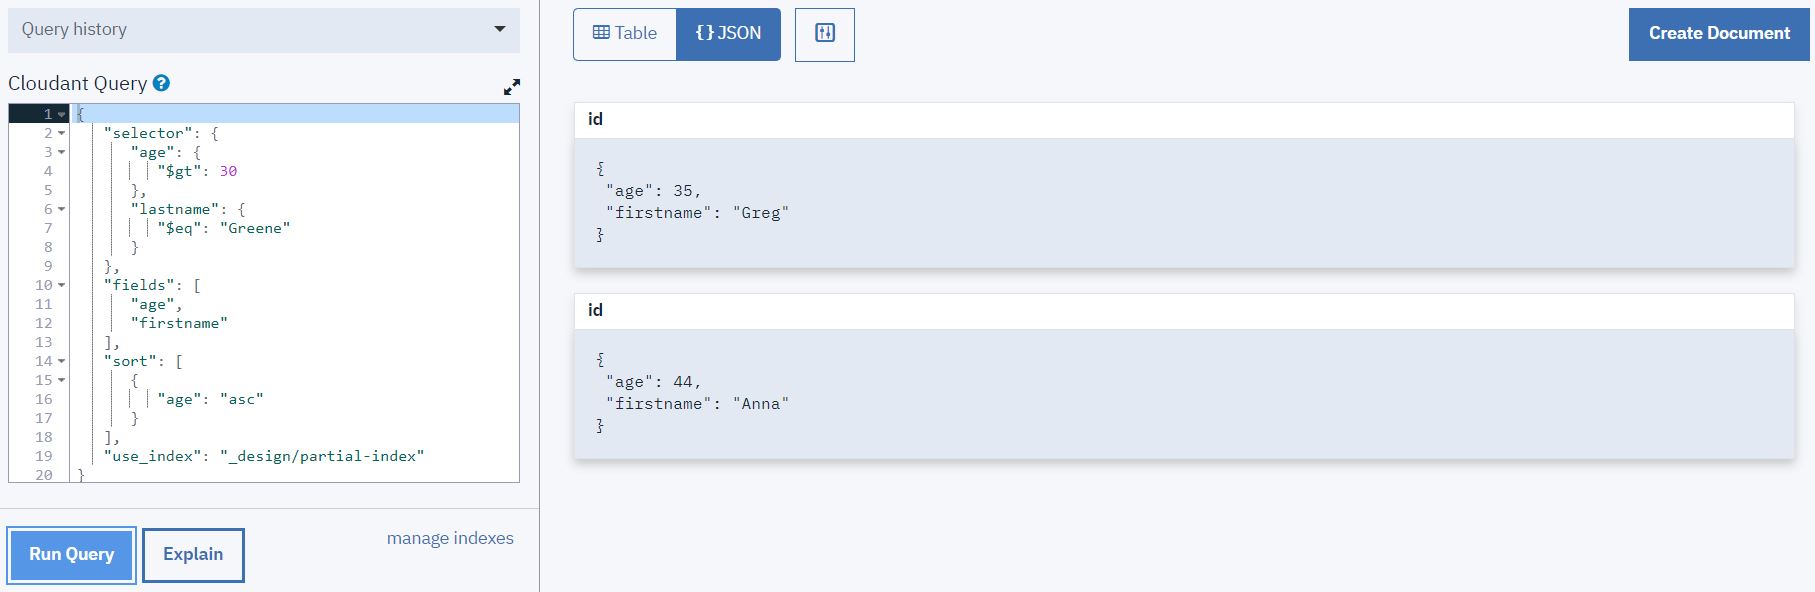 Query history
Cloudant Query ?
1 {
2 "selector": {
3 "age": {
4 "$gt": 30
5 },
6 "lastname": {
7 "$eq": "Greene"
8 }
9 },
10 "fields": [
11 "age",
12 "firstname"
13 ],
14 "sort": [
15 {
16 "age": "asc"
17 }
18 ],
19 "use_index": "_design/partial-index"
20 }
Run Query Explain manage indexes
Table {} JSON Create Document
id
{
"age": 35,
"firstname": "Greg"
}
id
{
"age": 44,
"firstname": "Anna"
}